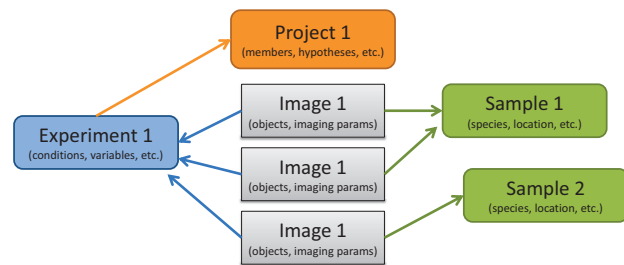 Project 1
(members, hypotheses, etc.)
Image 1
(objects, imaging params)
Sample 1
(species, location, etc.)
Experiment 1
(conditions, variables, etc.)
Image 1
(objects, imaging params)
Sample 2
(species, location, etc.)
Image 1
(objects, imaging params)